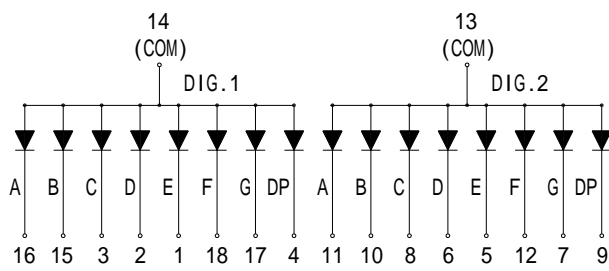 14 13
(COM) (COM)
DIG.1 DIG.2
A B C D E F G DP A B C D E F G DP
16 15 3 2 1 18 17 4 11 10 8 6 5 12 7 9